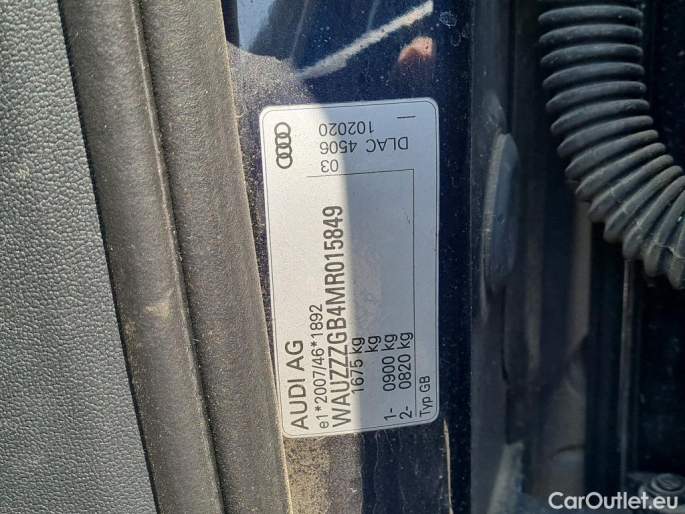 AUDI AG
e1*2007/46*1892
WAUZZZGB4MR015849
1675 kg
kg
1- 0900 kg
2- 0820 kg
Typ GB
03
DLAC 4506
102020
CarOutlet.eu